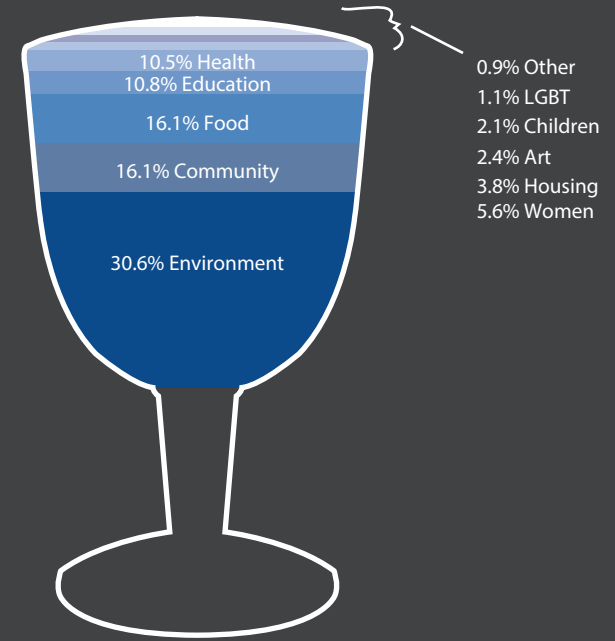 10.5% Health
10.8% Education
16.1% Food
16.1% Community
30.6% Environment
0.9% Other
1.1% LGBT
2.1% Children
2.4% Art
3.8% Housing
5.6% Women